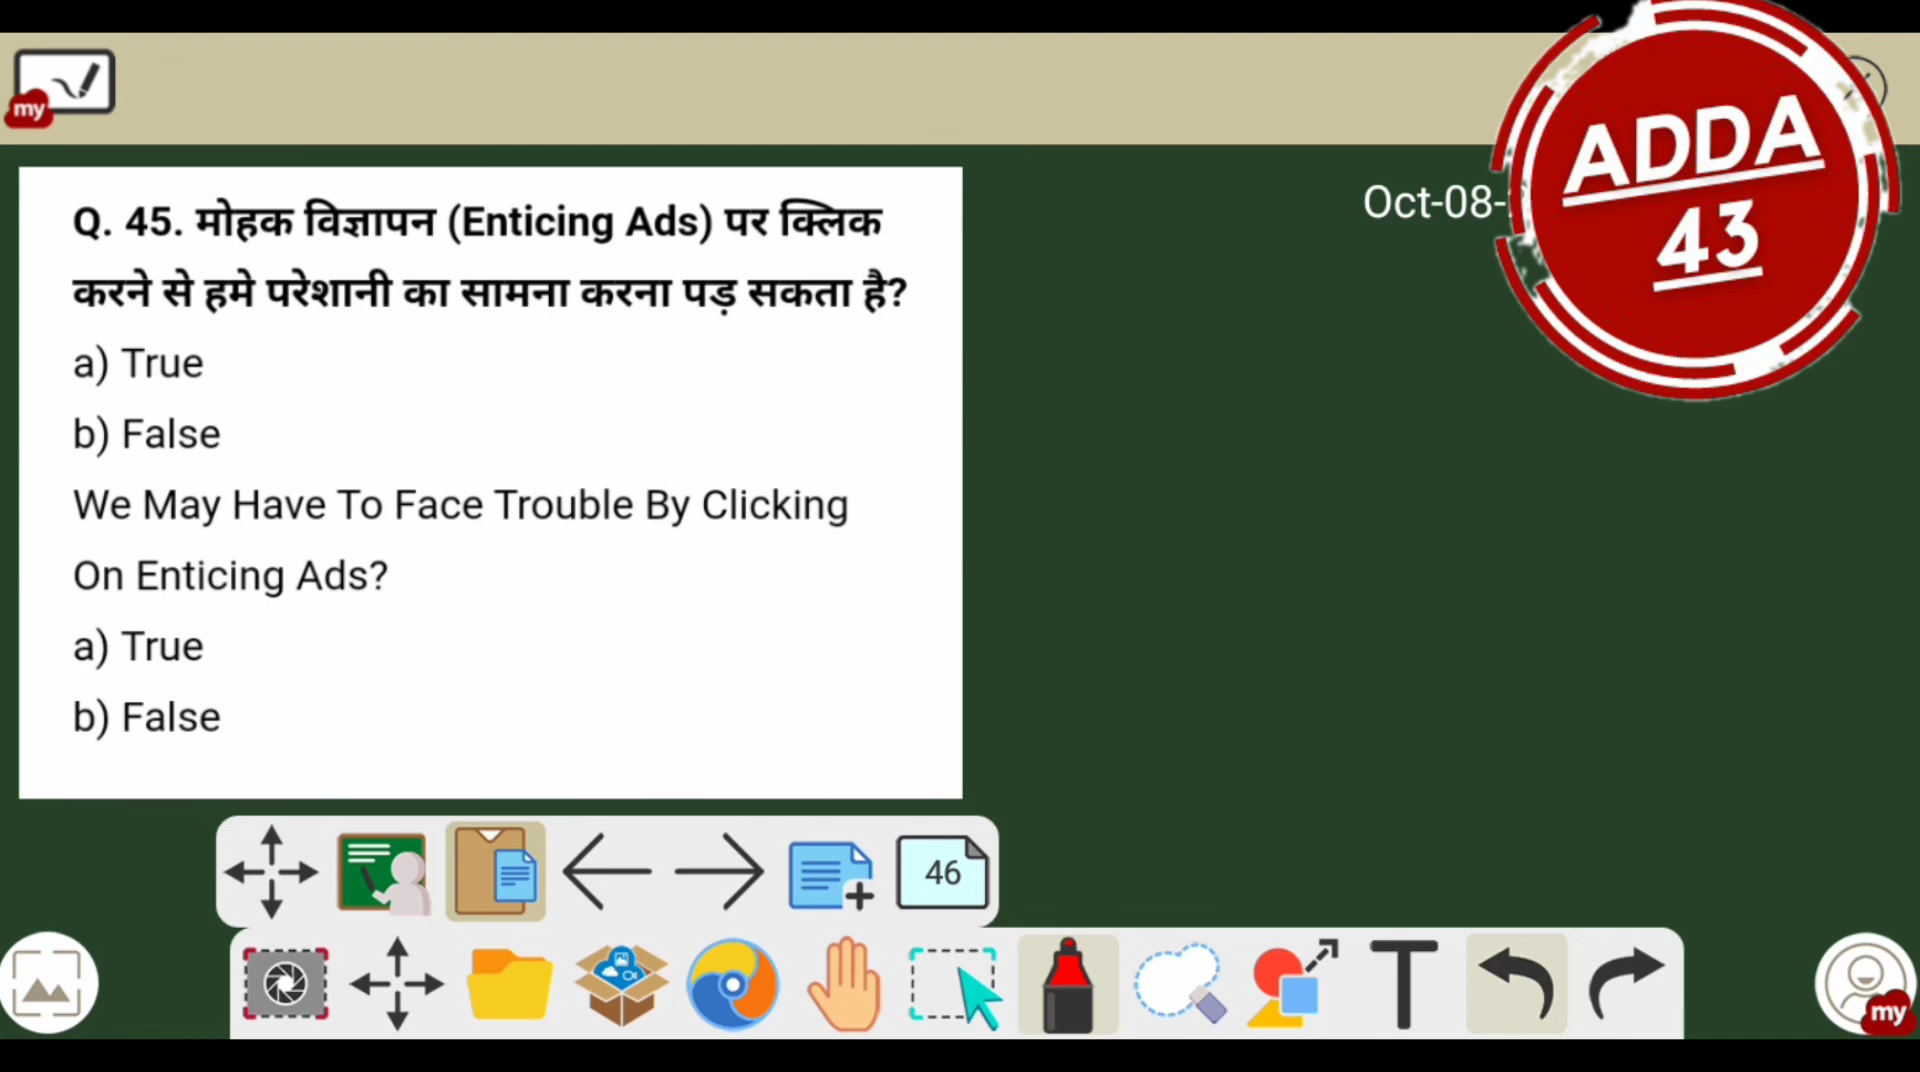 my
ADDA
43
Oct-08-
Q. 45. मोहक विज्ञापन (Enticing Ads) पर क्लिक
करने से हमे परेशानी का सामना करना पड़ सकता है?
a) True
b) False
We May Have To Face Trouble By Clicking
On Enticing Ads?
a) True
b) False
46
T
my